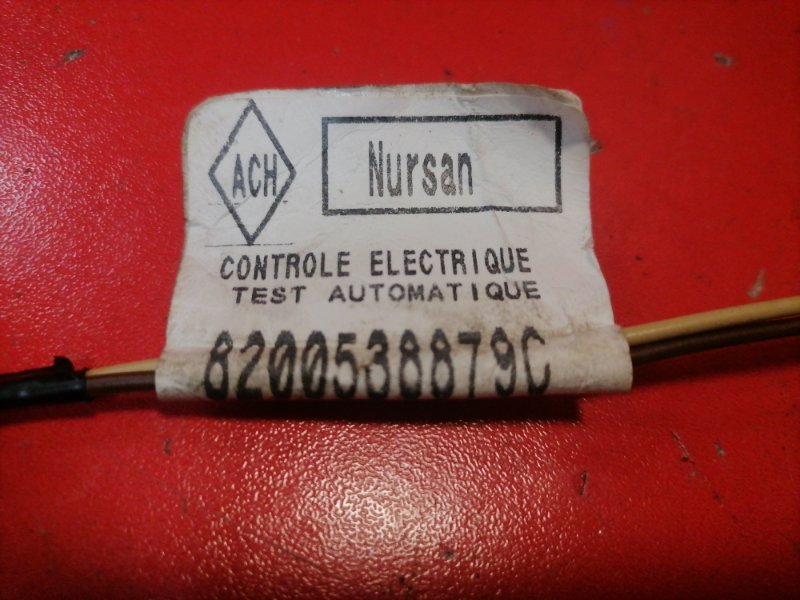 ACH
Nursan
CONTROLE ELECTRIQUE
TEST AUTOMATIQUE
8200538879C